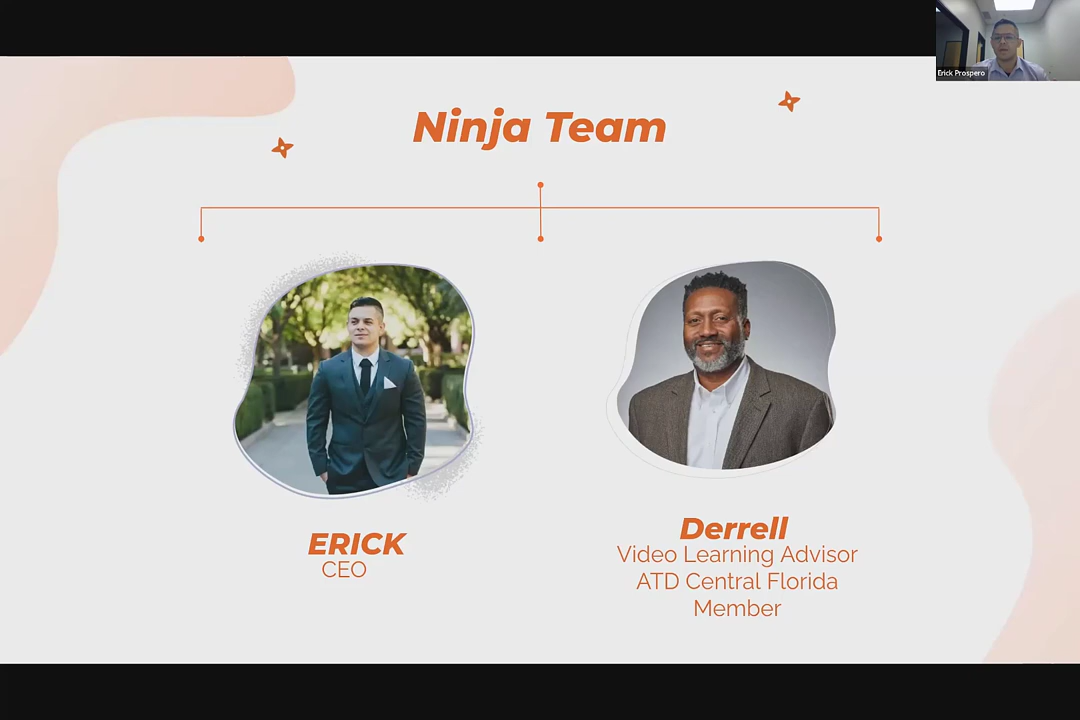 Erick Prospero
Ninja Team
ERICK
CEO
Derrell
Video Learning Advisor
ATD Central Florida
Member